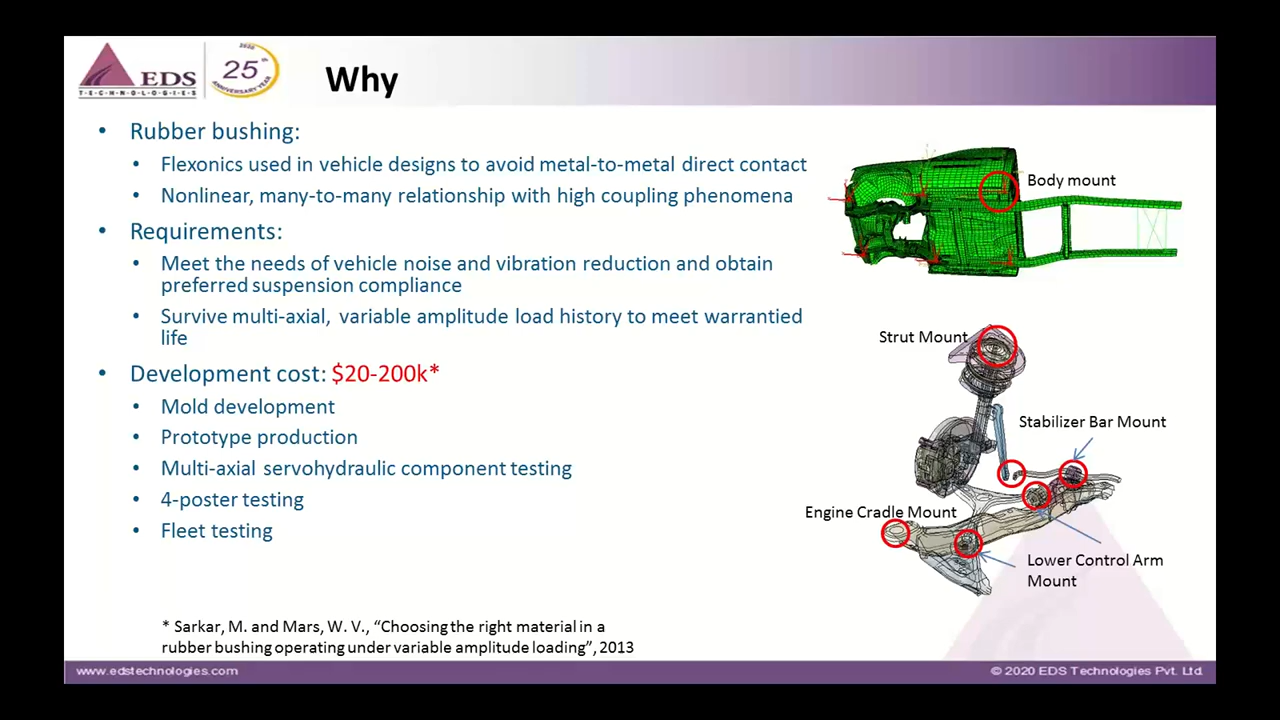 EDS
T·E·C·H·N·O·L·O·G·I·E·S
2020
25th
ANNIVERSARY YEAR
Why
• Rubber bushing:
• Flexonics used in vehicle designs to avoid metal-to-metal direct contact
• Nonlinear, many-to-many relationship with high coupling phenomena
• Requirements:
• Meet the needs of vehicle noise and vibration reduction and obtain
preferred suspension compliance
• Survive multi-axial, variable amplitude load history to meet warrantied
life
• Development cost: $20-200k*
• Mold development
• Prototype production
• Multi-axial servohydraulic component testing
• 4-poster testing
• Fleet testing
Body mount
Strut Mount
Stabilizer Bar Mount
Engine Cradle Mount
Lower Control Arm
Mount
* Sarkar, M. and Mars, W. V., “Choosing the right material in a
rubber bushing operating under variable amplitude loading”, 2013
www.edstechnologies.com
© 2020 EDS Technologies Pvt. Ltd.